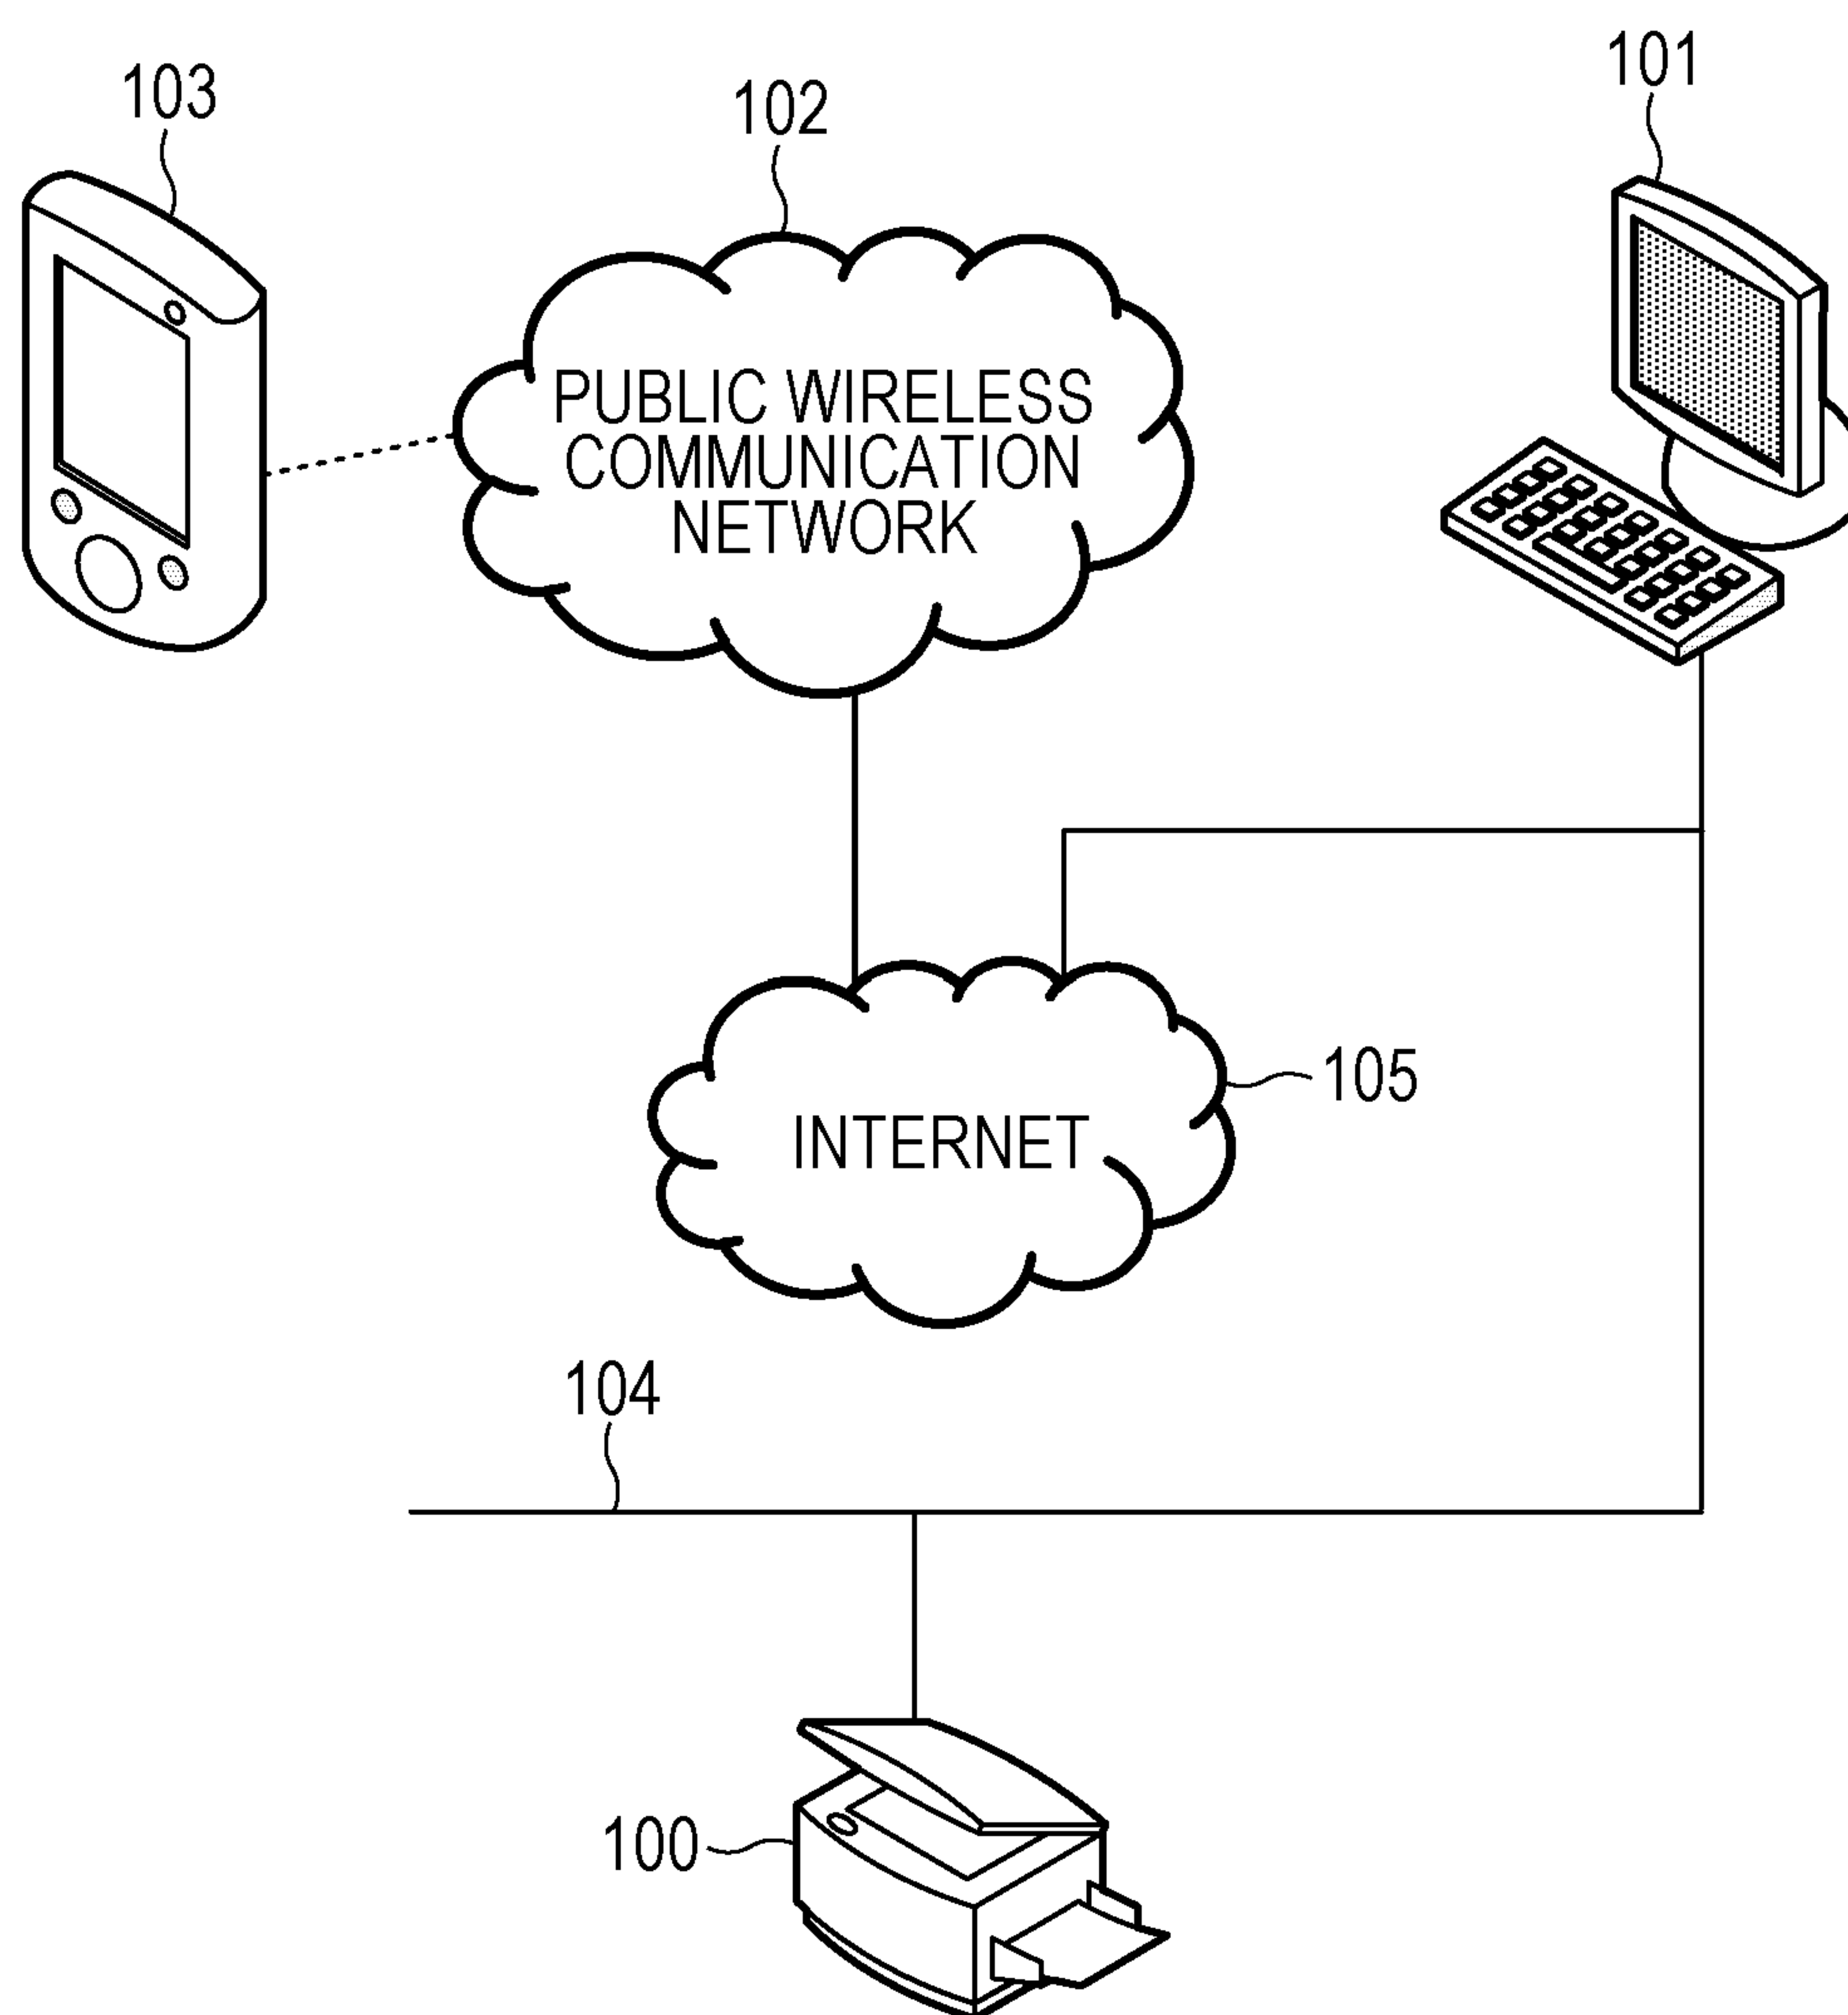 103
102
101
PUBLIC WIRELESS
COMMUNICATION
NETWORK
105
INTERNET
104
100